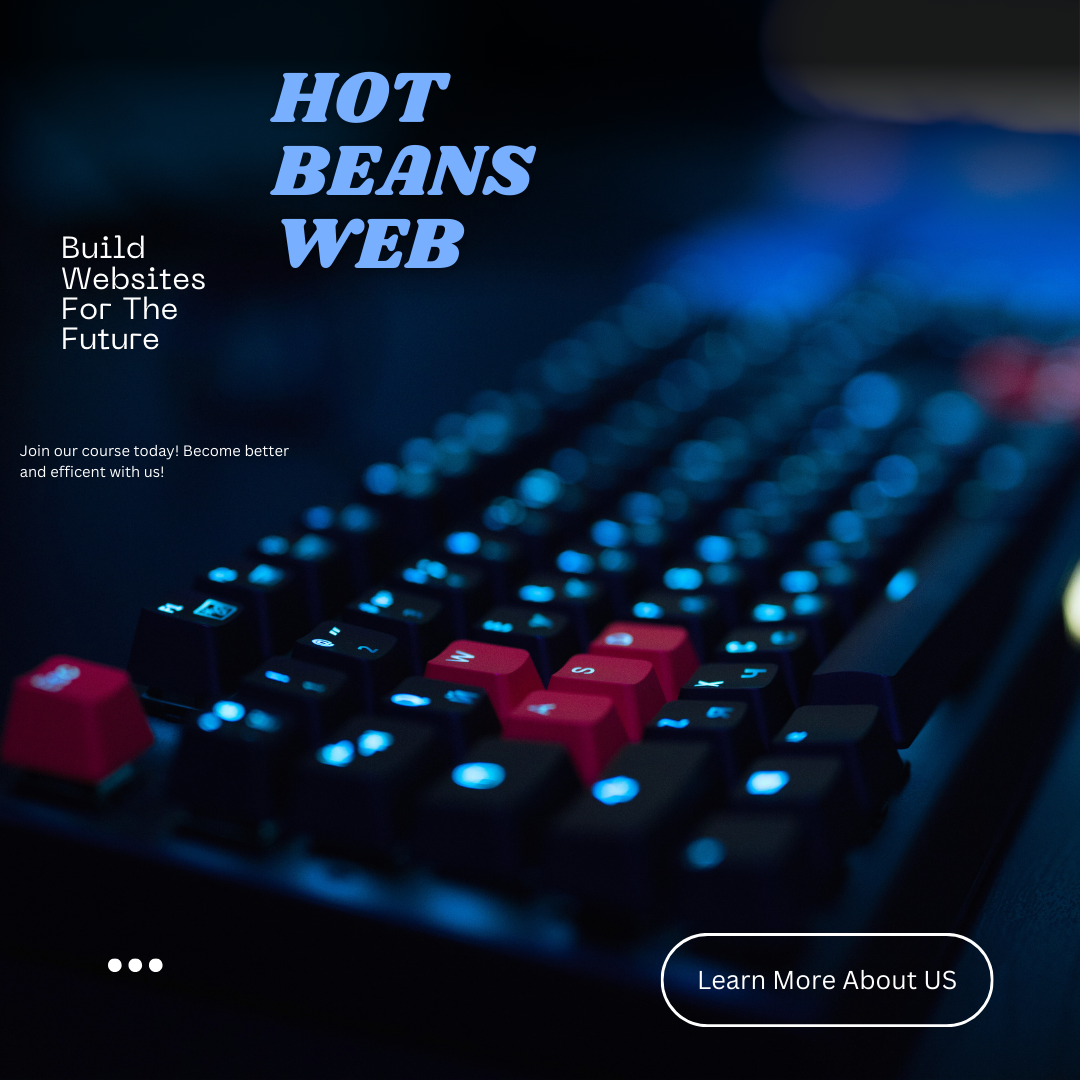 HOT
BEANS
WEB
Build
Websites
For The
Future
Join our course today! Become better
and efficent with us!
W
S
A
Q
X
Z
Learn More About US